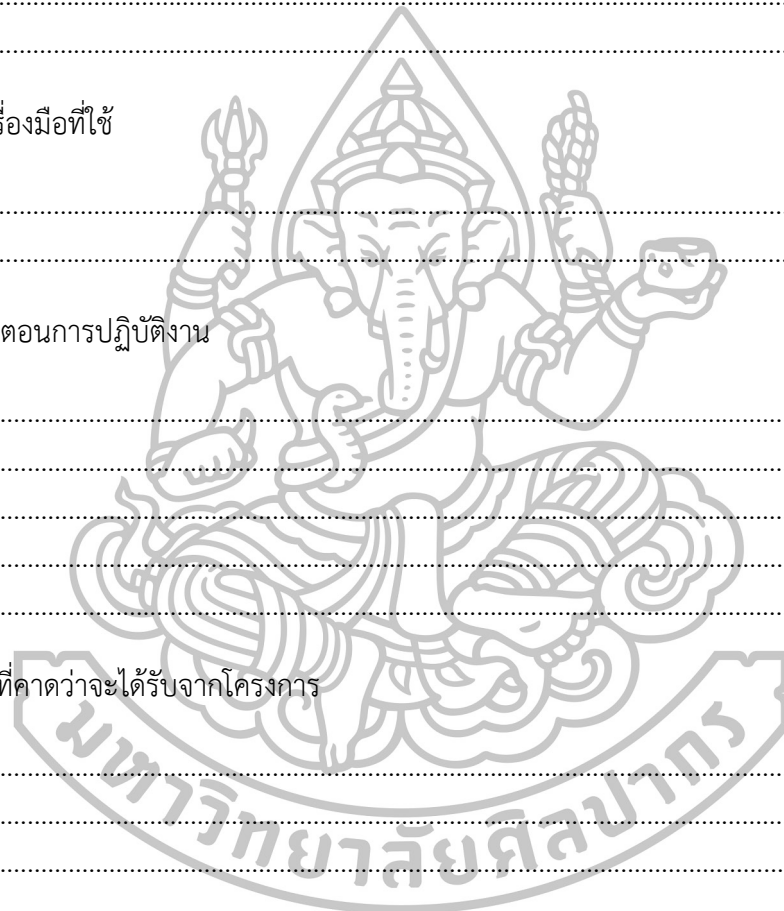 รื่องมือที่ใช้
ตอนการปฏิบัติงาน
ที่คาดว่าจะได้รับจากโครงการ
มหาวิทยาลัยศิลปากร